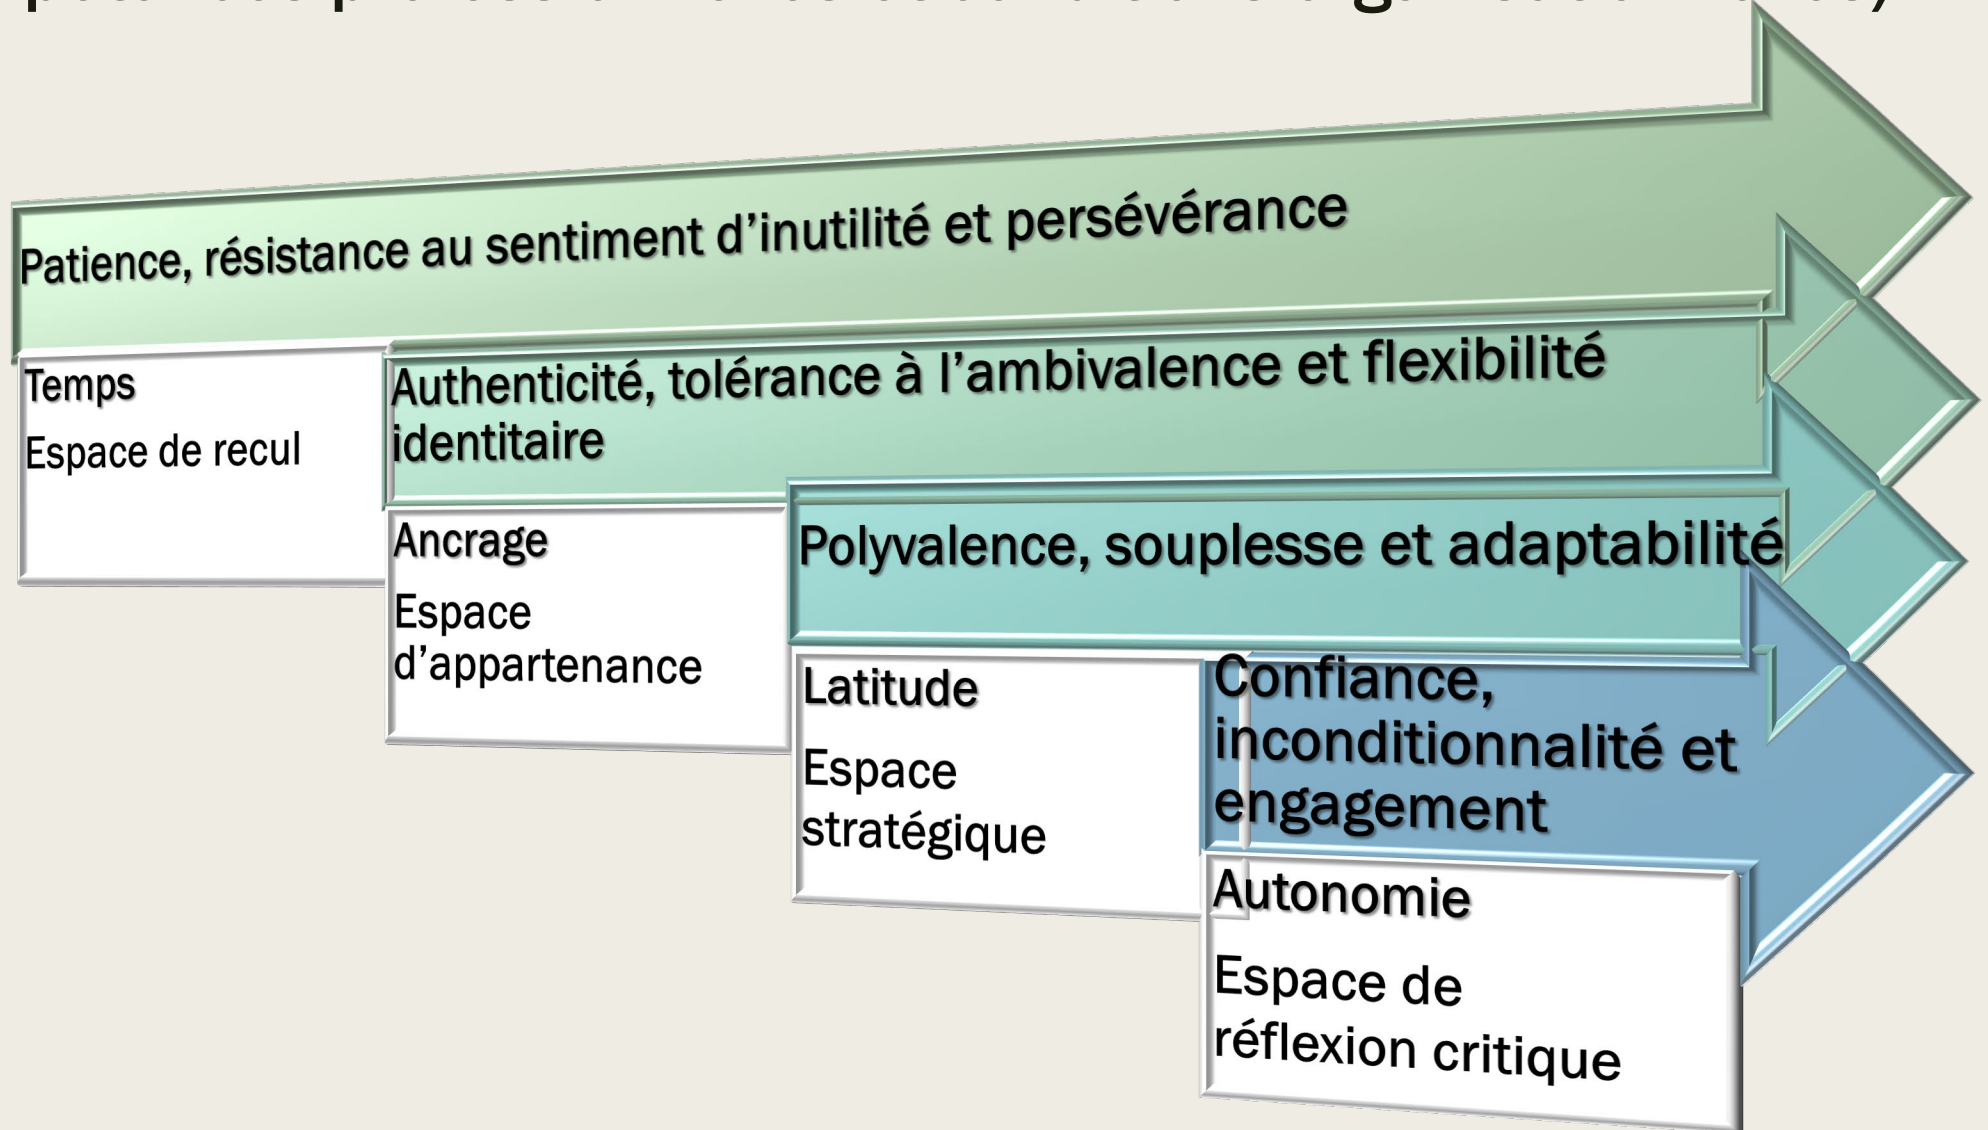 Patience, résistance au sentiment d’inutilité et persévérance
Temps
Espace de recul
Authenticité, tolérance à l’ambivalence et flexibilité
identitaire
Ancrage
Espace
d’appartenance
Polyvalence, souplesse et adaptabilité
Latitude
Espace
stratégique
Confiance,
inconditionnalité et
engagement
Autonomie
Espace de
réflexion critique